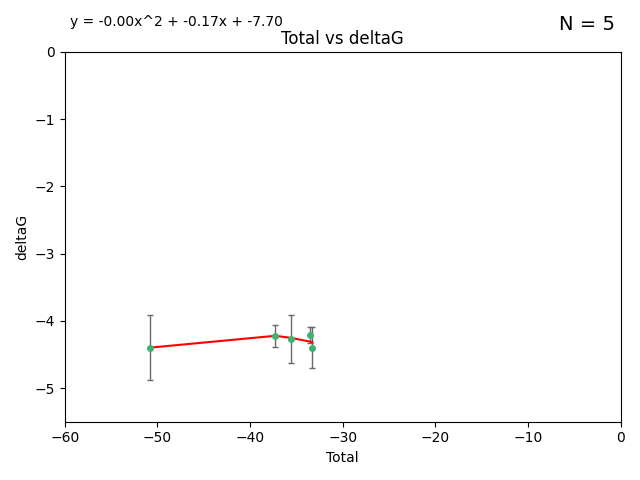 y = -0.00x^2 + -0.17x + -7.70
N = 5
Total vs deltaG
0
−1
−2
−3
−4
−5
deltaG
−60 −50 −40 −30 −20 −10 0
Total